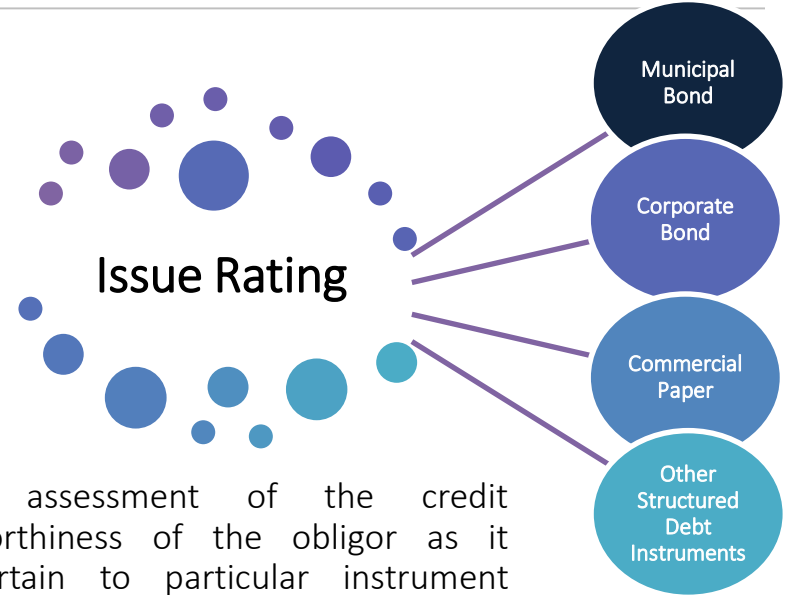 Issue Rating
Municipal
Bond
Corporate
Bond
Commercial
Paper
Other
Structured
Debt
Instruments
assessment of the credit
orthiness of the obligor as it
rtain to particular instrument